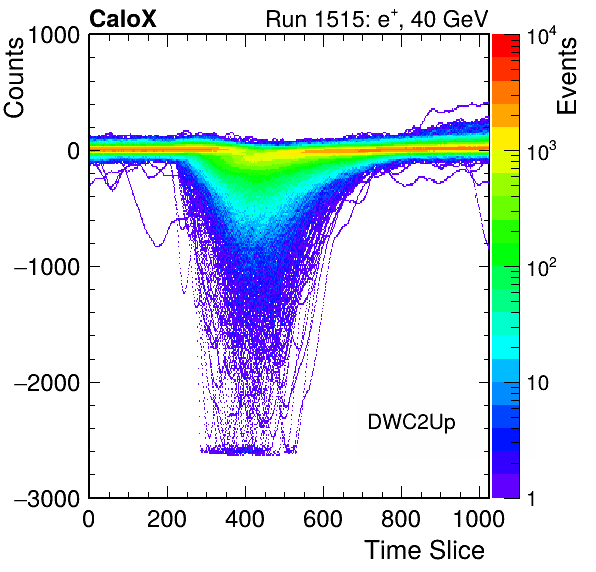 CaloX Run 1515: e⁺, 40 GeV
Counts
Events
1000
0
−1000
−2000
−3000
0 200 400 600 800 1000
Time Slice
DWC2Up
10⁴
10³
10²
10
1